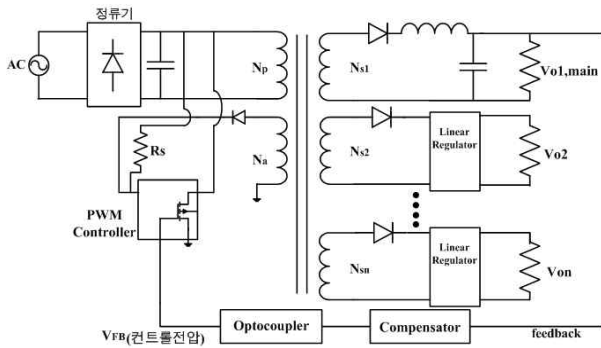 정류기
AC
Np
Ns1
Vo1,main
Rs
Na
Ns2
Linear
Regulator
Vo2
PWM
Controller
Nsn
Linear
Regulator
Von
VFB(컨트롤전압)
Optocoupler
Compensator
feedback